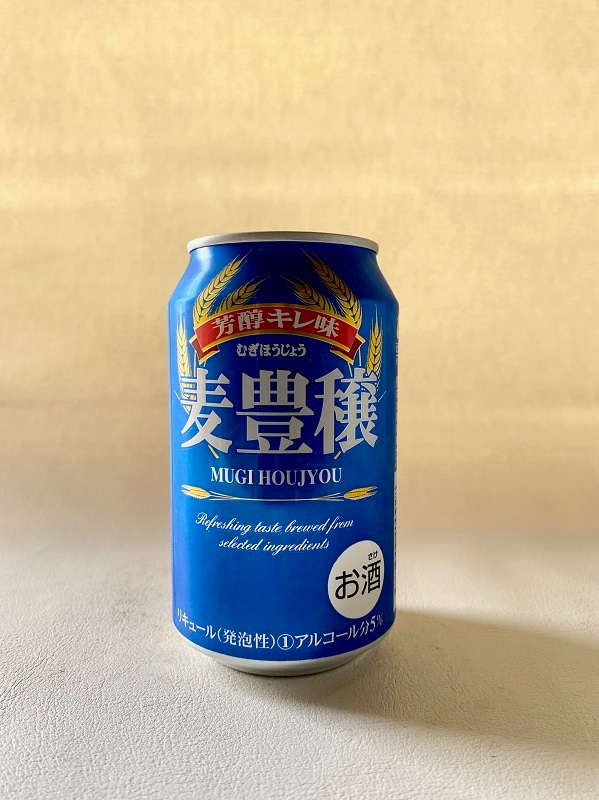 芳醇キレ味
むぎほうじょう
麦豊穣
MUGI HOUJYOU
Refreshing taste brewed from
selected ingredients
さけ
お酒
リキュール(発泡性)①アルコール分5%